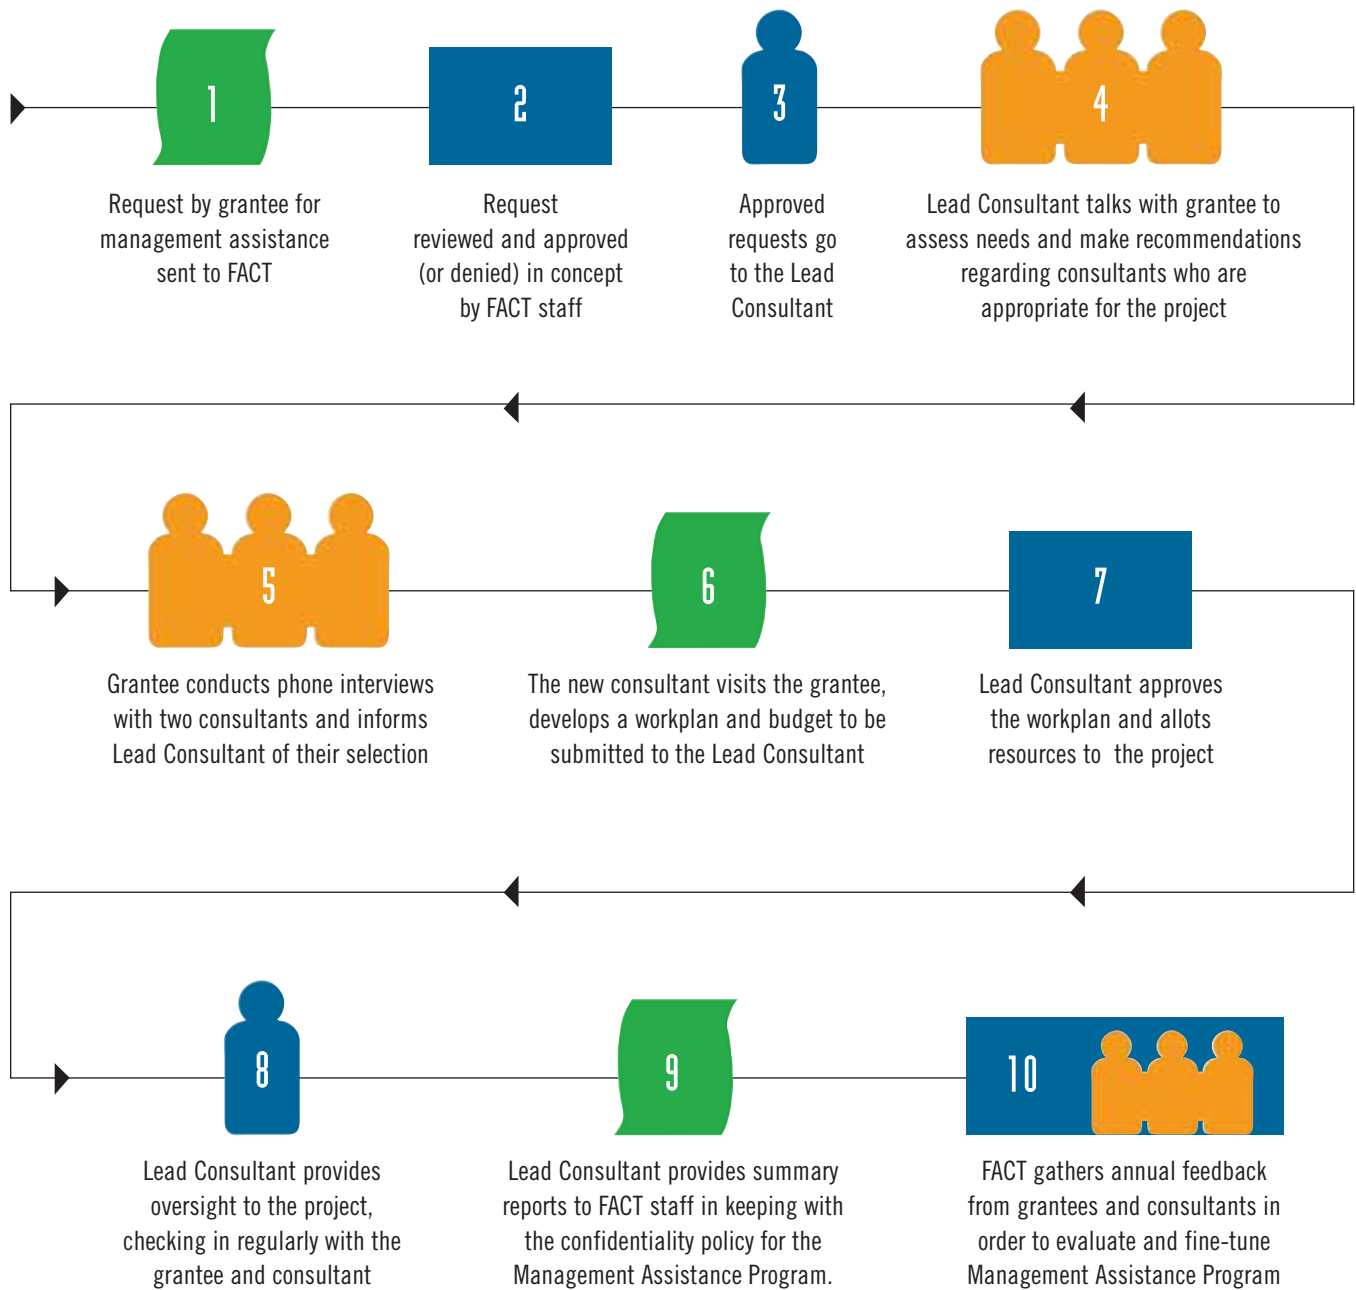 1
Request by grantee for
management assistance
sent to FACT
2
Request
reviewed and approved
(or denied) in concept
by FACT staff
3
Approved
requests go
to the Lead
Consultant
4
Lead Consultant talks with grantee to
assess needs and make recommendations
regarding consultants who are
appropriate for the project
5
Grantee conducts phone interviews
with two consultants and informs
Lead Consultant of their selection
6
The new consultant visits the grantee,
develops a workplan and budget to be
submitted to the Lead Consultant
7
Lead Consultant approves
the workplan and allots
resources to the project
8
Lead Consultant provides
oversight to the project,
checking in regularly with the
grantee and consultant
9
Lead Consultant provides summary
reports to FACT staff in keeping with
the confidentiality policy for the
Management Assistance Program.
10
FACT gathers annual feedback
from grantees and consultants in
order to evaluate and fine-tune
Management Assistance Program